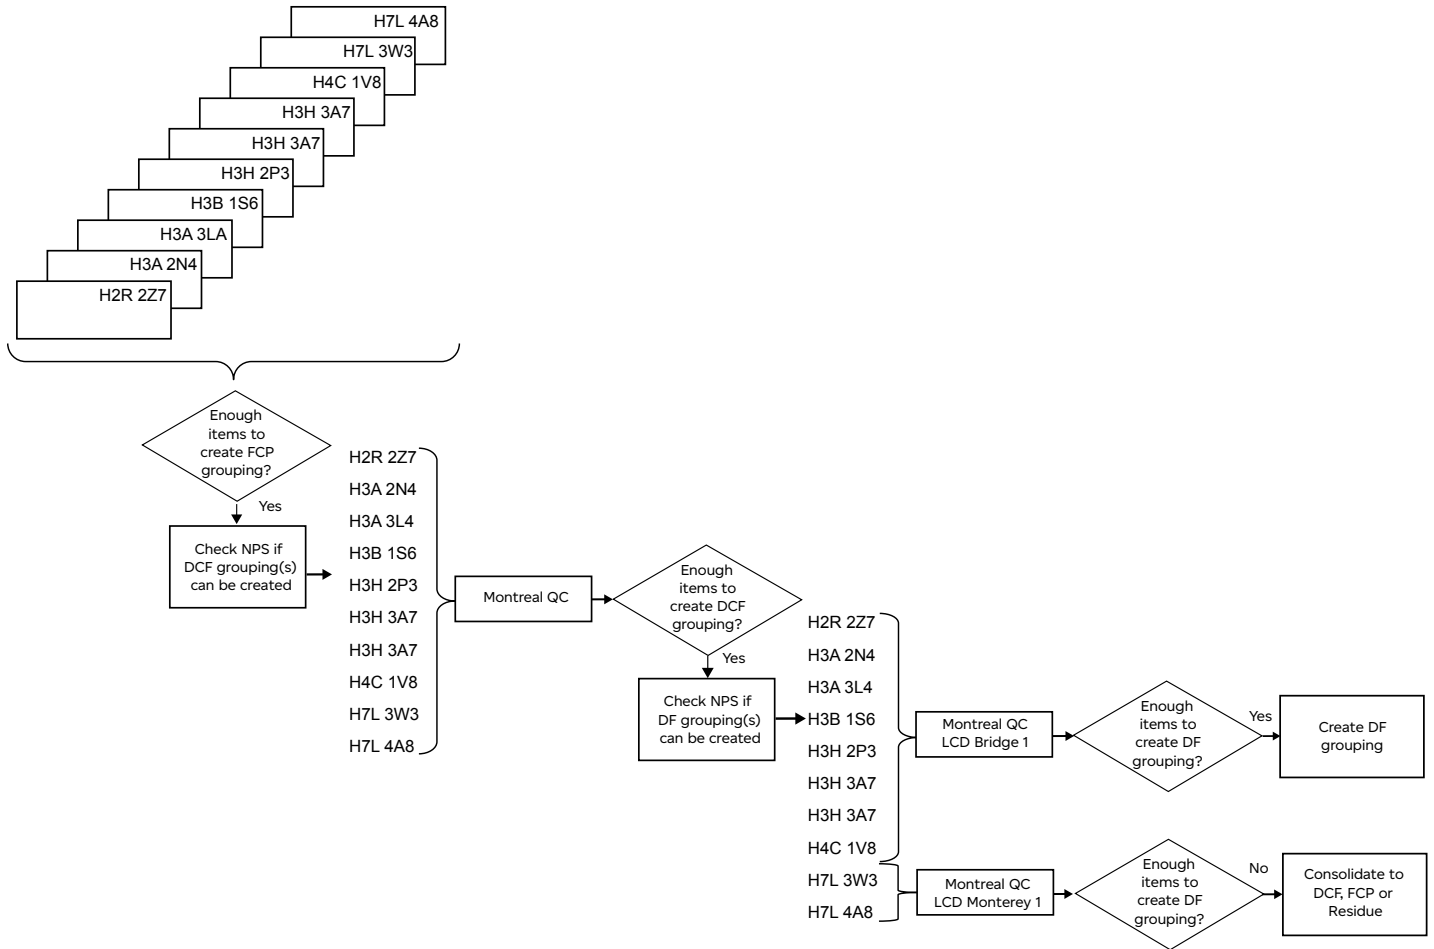 H7L 4A8
H7L 3W3
H4C 1V8
H3H 3A7
H3H 3A7
H3H 2P3
H3B 1S6
H3A 3LA
H3A 2N4
H2R 2Z7
Enough
items to
create FCP
grouping?
Yes
Check NPS if
DCF grouping(s)
can be created
H2R 2Z7
H3A 2N4
H3A 3L4
H3B 1S6
H3H 2P3
H3H 3A7
H3H 3A7
H4C 1V8
H7L 3W3
H7L 4A8
Montreal QC
Enough
items to
create DCF
grouping?
Yes
Check NPS if
DF grouping(s)
can be created
H2R 2Z7
H3A 2N4
H3A 3L4
H3B 1S6
H3H 2P3
H3H 3A7
H3H 3A7
H4C 1V8
H7L 3W3
H7L 4A8
Montreal QC
LCD Bridge 1
Enough
items to
create DF
grouping?
Yes
Create DF
grouping
Montreal QC
LCD Monterey 1
Enough
items to
create DF
grouping?
No
Consolidate to
DCF, FCP or
Residue